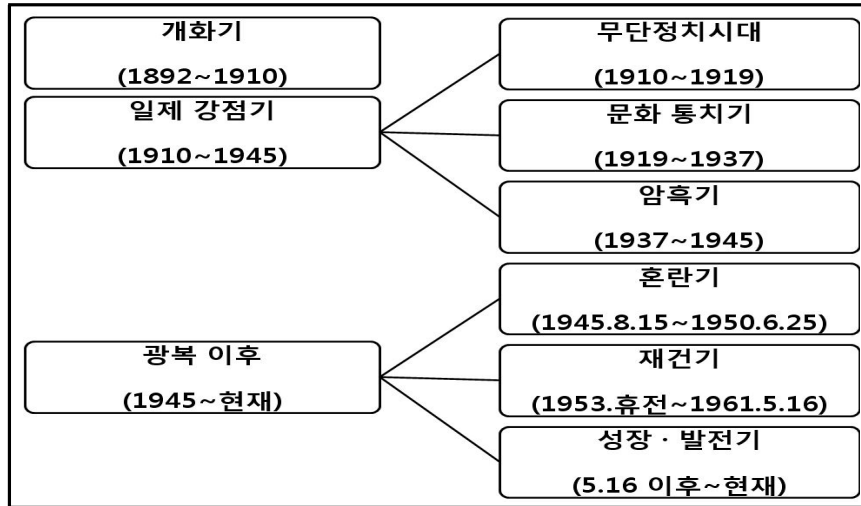 개화기
(1892~1910)
일제 강점기
(1910~1945)
무단정치시대
(1910~1919)
문화 통치기
(1919~1937)
암흑기
(1937~1945)
광복 이후
(1945~현재)
혼란기
(1945.8.15~1950.6.25)
재건기
(1953.휴전~1961.5.16)
성장 · 발전기
(5.16 이후~현재)